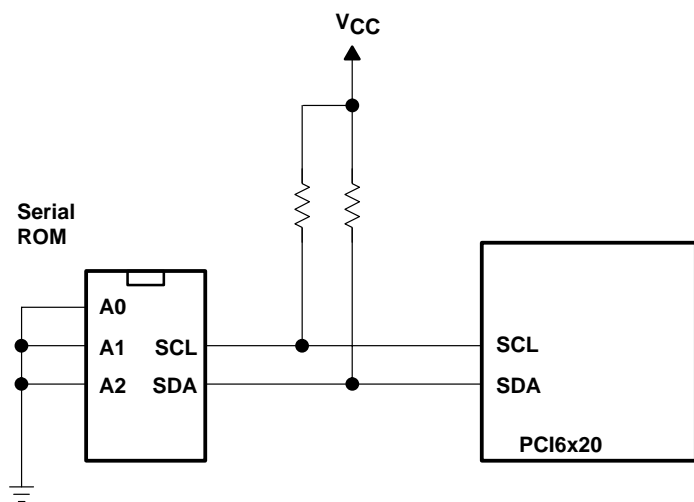 VCC
Serial
ROM
A0
A1
A2
SCL
SDA
SCL
SDA
PCI6x20